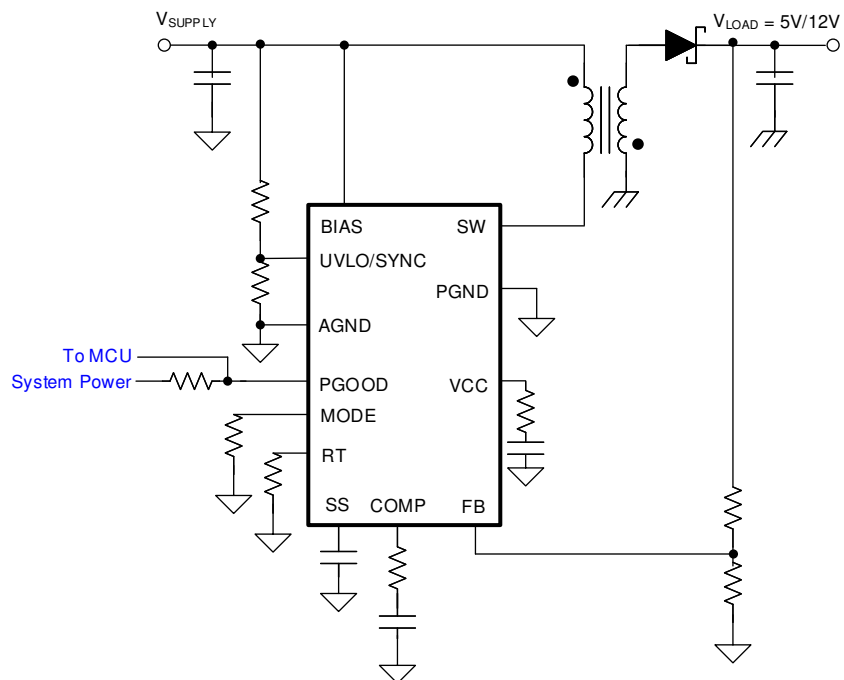 VSUPPLY
VLOAD = 5V/12V
BIAS
SW
UVLO/SYNC
PGND
AGND
To MCU
System Power
PGOOD
VCC
MODE
RT
SS
COMP
FB